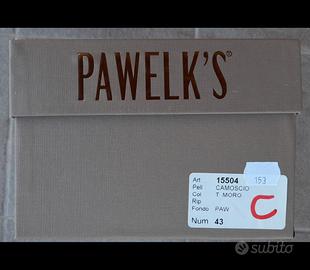 PAWELK'S®
Art 15504 153
Pell CAMOSCIO
Col T. MORO
Rip
Fondo PAW
Num 43
C
subito